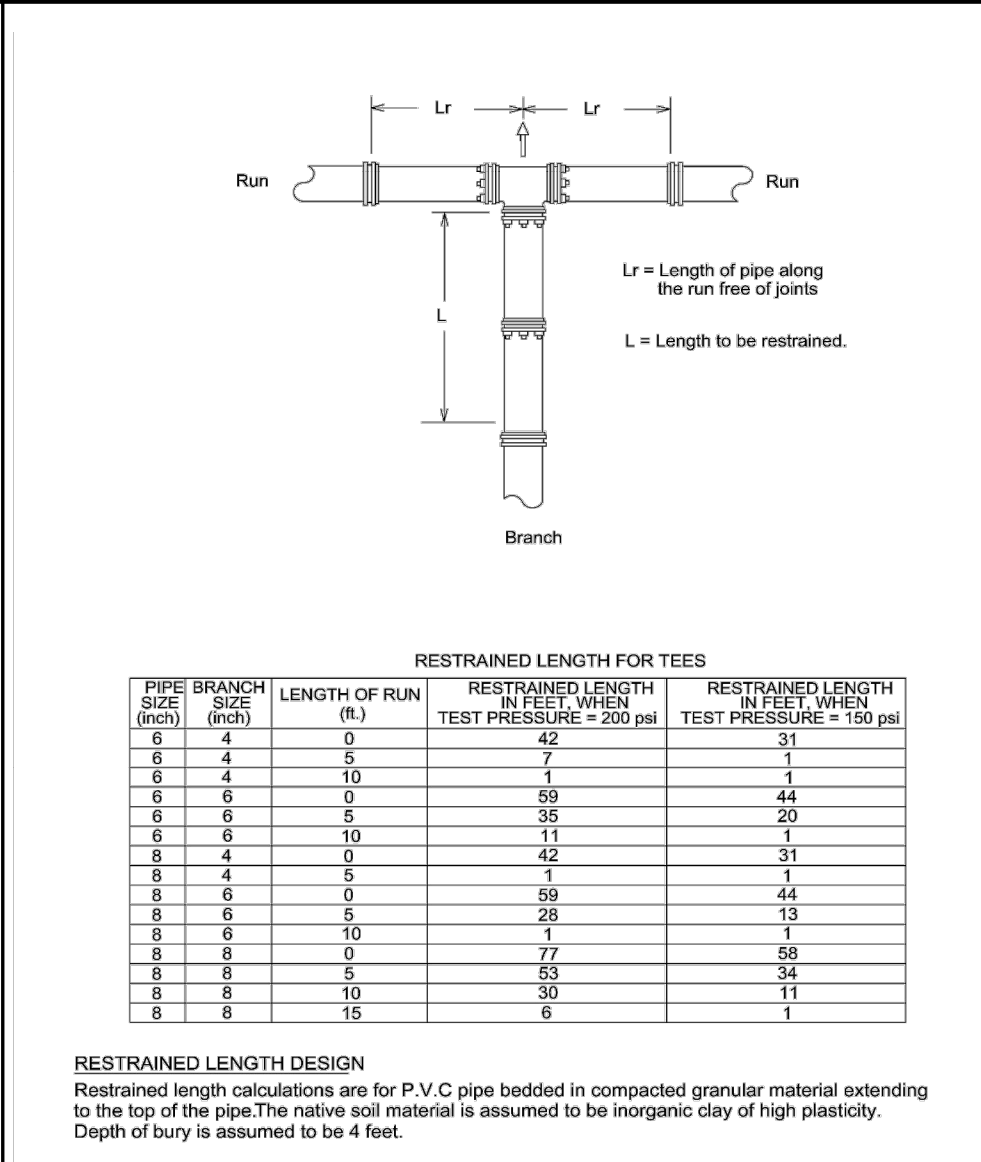 Lr Lr
Run Run
Lr = Length of pipe along
the run free of joints
L
L = Length to be restrained.
Branch
RESTRAINED LENGTH FOR TEES
PIPE SIZE (inch) BRANCH SIZE (inch) LENGTH OF RUN (ft.) RESTRAINED LENGTH IN FEET, WHEN TEST PRESSURE = 200 psi RESTRAINED LENGTH IN FEET, WHEN TEST PRESSURE = 150 psi
6 4 0 42 31
6 4 5 7 1
6 4 10 1 1
6 6 0 59 44
6 6 5 35 20
6 6 10 11 1
8 4 0 42 31
8 4 5 1 1
8 6 0 59 44
8 6 5 28 13
8 6 10 1 1
8 8 0 77 58
8 8 5 53 34
8 8 10 30 11
8 8 15 6 1
RESTRAINED LENGTH DESIGN
Restrained length calculations are for P.V.C pipe bedded in compacted granular material extending
to the top of the pipe.The native soil material is assumed to be inorganic clay of high plasticity.
Depth of bury is assumed to be 4 feet.